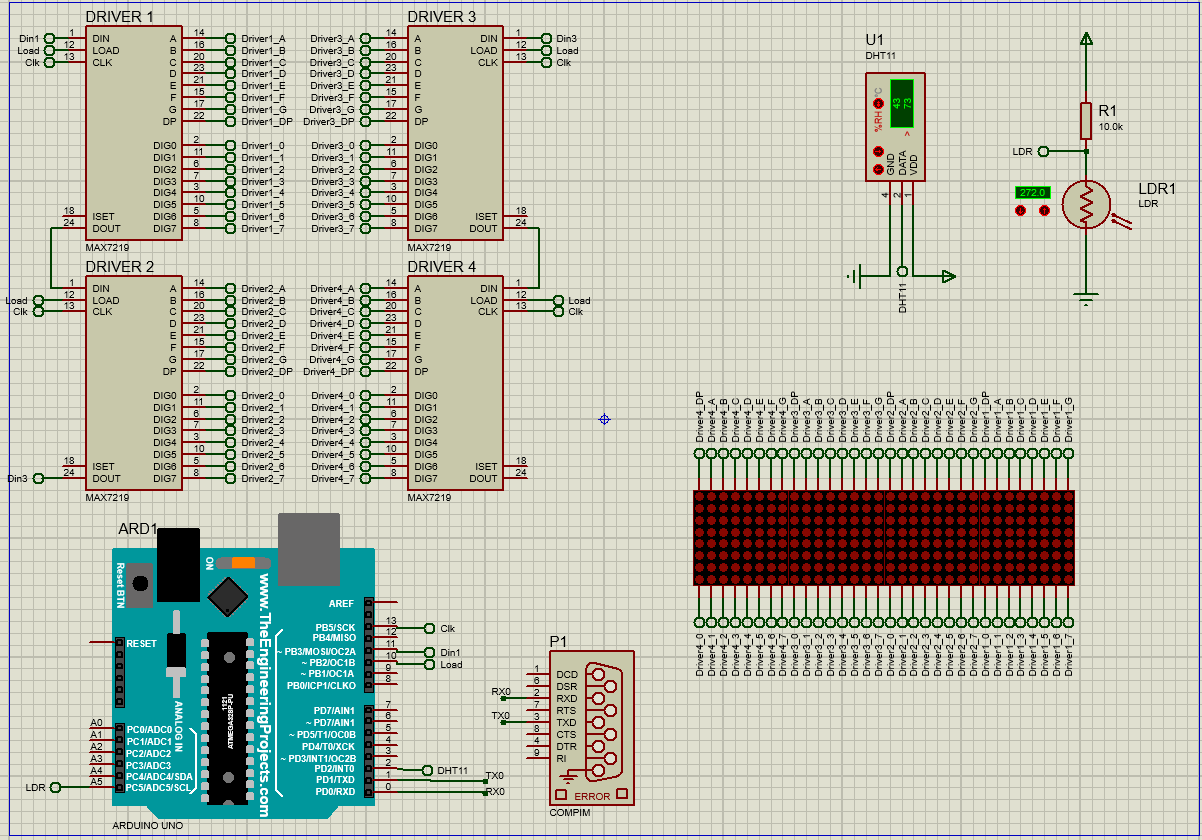 DRIVER 1
Din1 1 DIN A 14 Driver1_A
Load 12 LOAD B 16 Driver1_B
Clk 13 CLK C 20 Driver1_C
D 23 Driver1_D
E 21 Driver1_E
F 15 Driver1_F
G 17 Driver1_G
DP 22 Driver1_DP
DIG0 2 Driver1_0
DIG1 11 Driver1_1
DIG2 6 Driver1_2
DIG3 7 Driver1_3
DIG4 3 Driver1_4
DIG5 10 Driver1_5
18 ISET DIG6 5 Driver1_6
24 DOUT DIG7 8 Driver1_7
MAX7219
DRIVER 3
Driver3_A 14 A DIN 1 Din3
Driver3_B 16 B LOAD 12 Load
Driver3_C 20 C CLK 13 Clk
Driver3_D 23 D
Driver3_E 21 E
Driver3_F 15 F
Driver3_G 17 G
Driver3_DP 22 DP
Driver3_0 2 DIG0
Driver3_1 11 DIG1
Driver3_2 6 DIG2
Driver3_3 7 DIG3
Driver3_4 3 DIG4
Driver3_5 10 DIG5
Driver3_6 5 DIG6 ISET 18
Driver3_7 8 DIG7 DOUT 24
MAX7219
DRIVER 2
1 DIN A 14 Driver2_A
Load 12 LOAD B 16 Driver2_B
Clk 13 CLK C 20 Driver2_C
D 23 Driver2_D
E 21 Driver2_E
F 15 Driver2_F
G 17 Driver2_G
DP 22 Driver2_DP
DIG0 2 Driver2_0
DIG1 11 Driver2_1
DIG2 6 Driver2_2
DIG3 7 Driver2_3
DIG4 3 Driver2_4
DIG5 10 Driver2_5
18 ISET DIG6 5 Driver2_6
Din3 24 DOUT DIG7 8 Driver2_7
MAX7219
DRIVER 4
Driver4_A 14 A DIN 1
Driver4_B 16 B LOAD 12 Load
Driver4_C 20 C CLK 13 Clk
Driver4_D 23 D
Driver4_E 21 E
Driver4_F 15 F
Driver4_G 17 G
Driver4_DP 22 DP
Driver4_0 2 DIG0
Driver4_1 11 DIG1
Driver4_2 6 DIG2
Driver4_3 7 DIG3
Driver4_4 3 DIG4
Driver4_5 10 DIG5
Driver4_6 5 DIG6 ISET 18
Driver4_7 8 DIG7 DOUT 24
MAX7219
U1
DHT11
°C
%RH
43
73
>
GND
DATA
VDD
4
2
1
DHT11
R1
10.0k
LDR
272.0
LDR1
LDR
Driver4_DP
Driver4_A
Driver4_B
Driver4_C
Driver4_D
Driver4_E
Driver4_F
Driver4_G
Driver3_DP
Driver3_A
Driver3_B
Driver3_C
Driver3_D
Driver3_E
Driver3_F
Driver3_G
Driver2_DP
Driver2_A
Driver2_B
Driver2_C
Driver2_D
Driver2_E
Driver2_F
Driver2_G
Driver1_DP
Driver1_A
Driver1_B
Driver1_C
Driver1_D
Driver1_E
Driver1_F
Driver1_G
Driver4_0
Driver4_1
Driver4_2
Driver4_3
Driver4_4
Driver4_5
Driver4_6
Driver4_7
Driver3_0
Driver3_1
Driver3_2
Driver3_3
Driver3_4
Driver3_5
Driver3_6
Driver3_7
Driver2_0
Driver2_1
Driver2_2
Driver2_3
Driver2_4
Driver2_5
Driver2_6
Driver2_7
Driver1_0
Driver1_1
Driver1_2
Driver1_3
Driver1_4
Driver1_5
Driver1_6
Driver1_7
ARD1
Reset BTN
ON
www.TheEngineeringProjects.com
1121
ATMEGA328P-PU
ANALOG IN
RESET
A0 PC0/ADC0
A1 PC1/ADC1
A2 PC2/ADC2
A3 PC3/ADC3
A4 PC4/ADC4/SDA
LDR A5 PC5/ADC5/SCL
AREF
PB5/SCK 13 Clk
PB4/MISO 12
~ PB3/MOSI/OC2A 11 Din1
~ PB2/OC1B 10 Load
~ PB1/OC1A 9
PB0/ICP1/CLKO 8
PD7/AIN1 7
~ PD7/AIN1 6
~ PD5/T1/OC0B 5
PD4/T0/XCK 4
~ PD3/INT1/OC2B 3
PD2/INT0 2 DHT11
PD1/TXD 1 TX0
PD0/RXD 0 RX0
ARDUINO UNO
P1
1 DCD
6 DSR
RX0 2 RXD
7 RTS
TX0 3 TXD
8 CTS
4 DTR
9 RI
ERROR
COMPIM